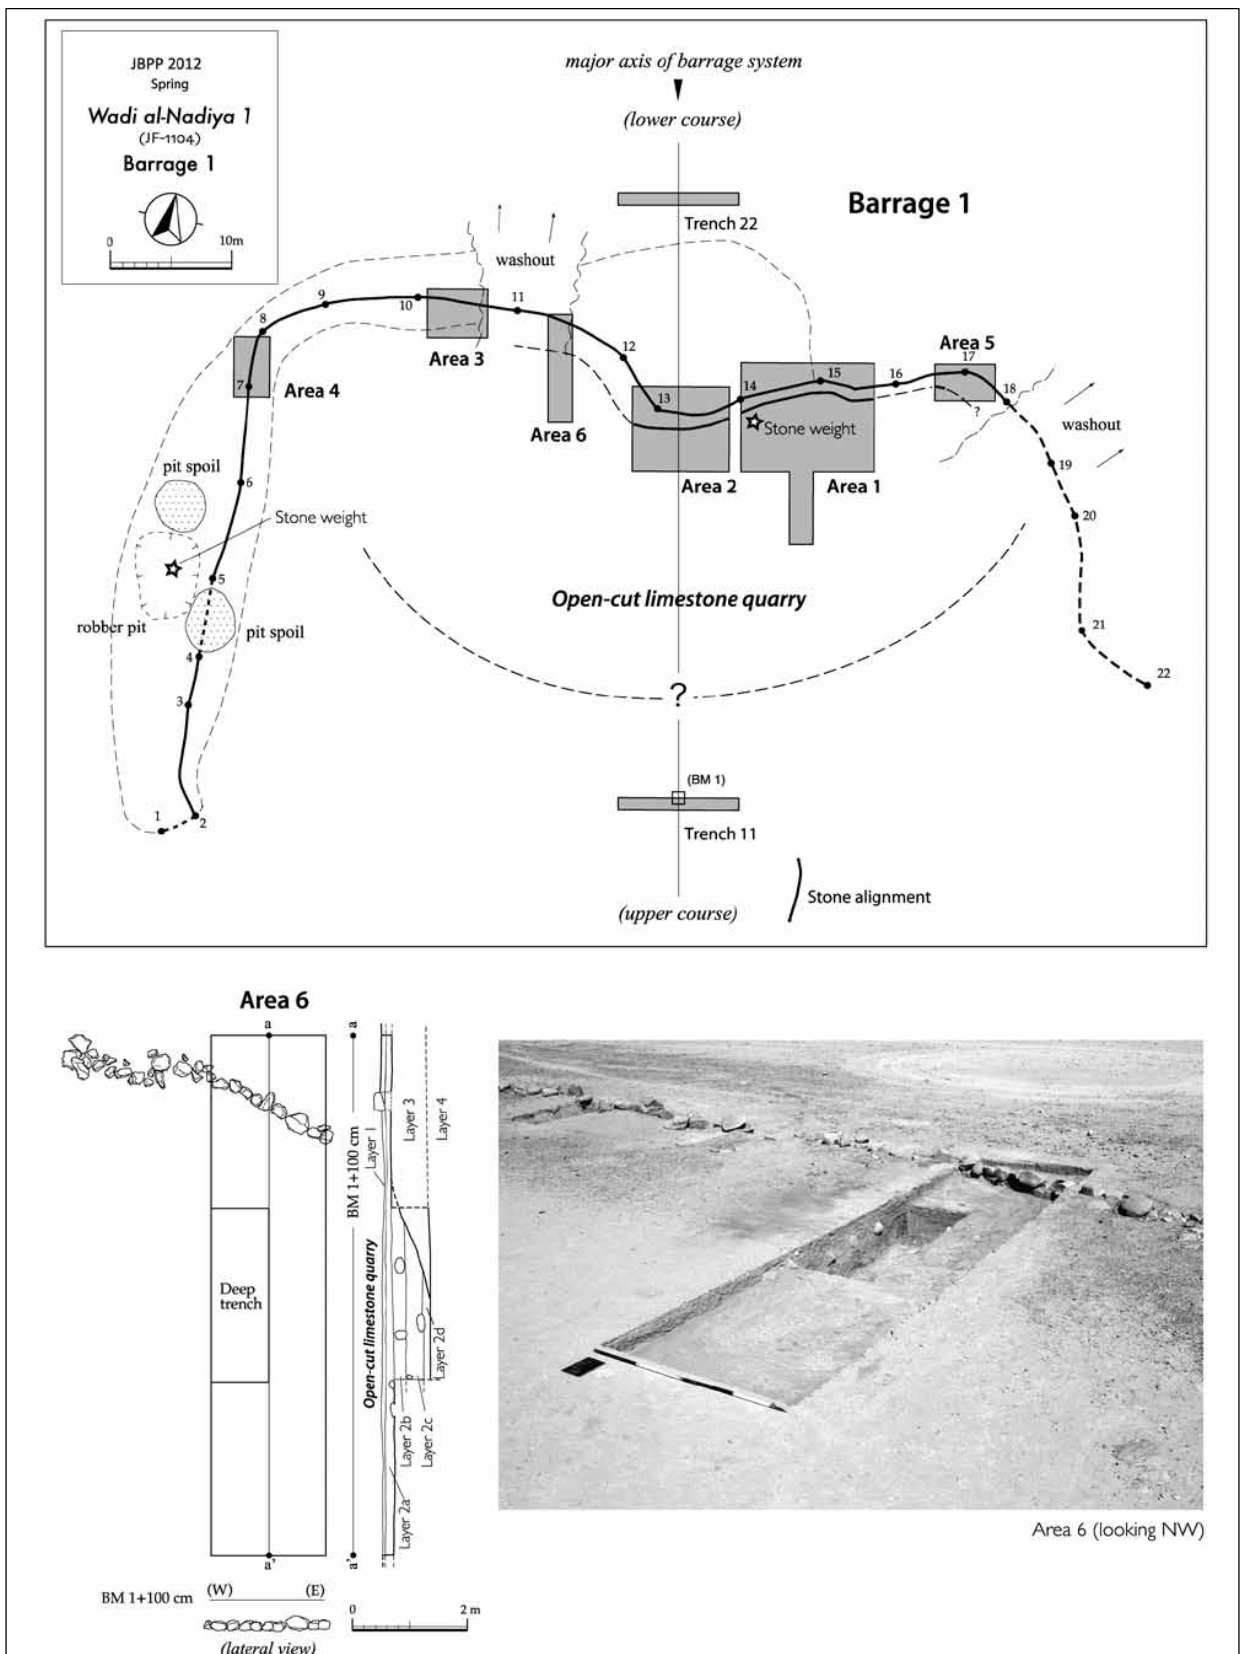 JBPP 2012
Spring
Wadi al-Nadiya 1
(JF-1104)
Barrage 1
0 10m
major axis of barrage system
(lower course)
Barrage 1
Trench 22
washout
9
10
11
8
12
Area 3
Area 4
7
Area 6
13
14
15
16
Area 5
17
18
?
Stone weight
washout
Area 2
Area 1
19
20
pit spoil
6
Stone weight
5
Open-cut limestone quarry
robber pit
pit spoil
4
21
22
3
?
(BM 1)
1
2
Trench 11
Stone alignment
(upper course)
Area 6
a
a
Layer 1
Layer 3
Layer 4
BM 1+100 cm
Open-cut limestone quarry
Deep
trench
Layer 2d
Layer 2b
Layer 2c
Layer 2a
a'
a'
Area 6 (looking NW)
BM 1+100 cm
(W) (E)
0 2 m
(lateral view)